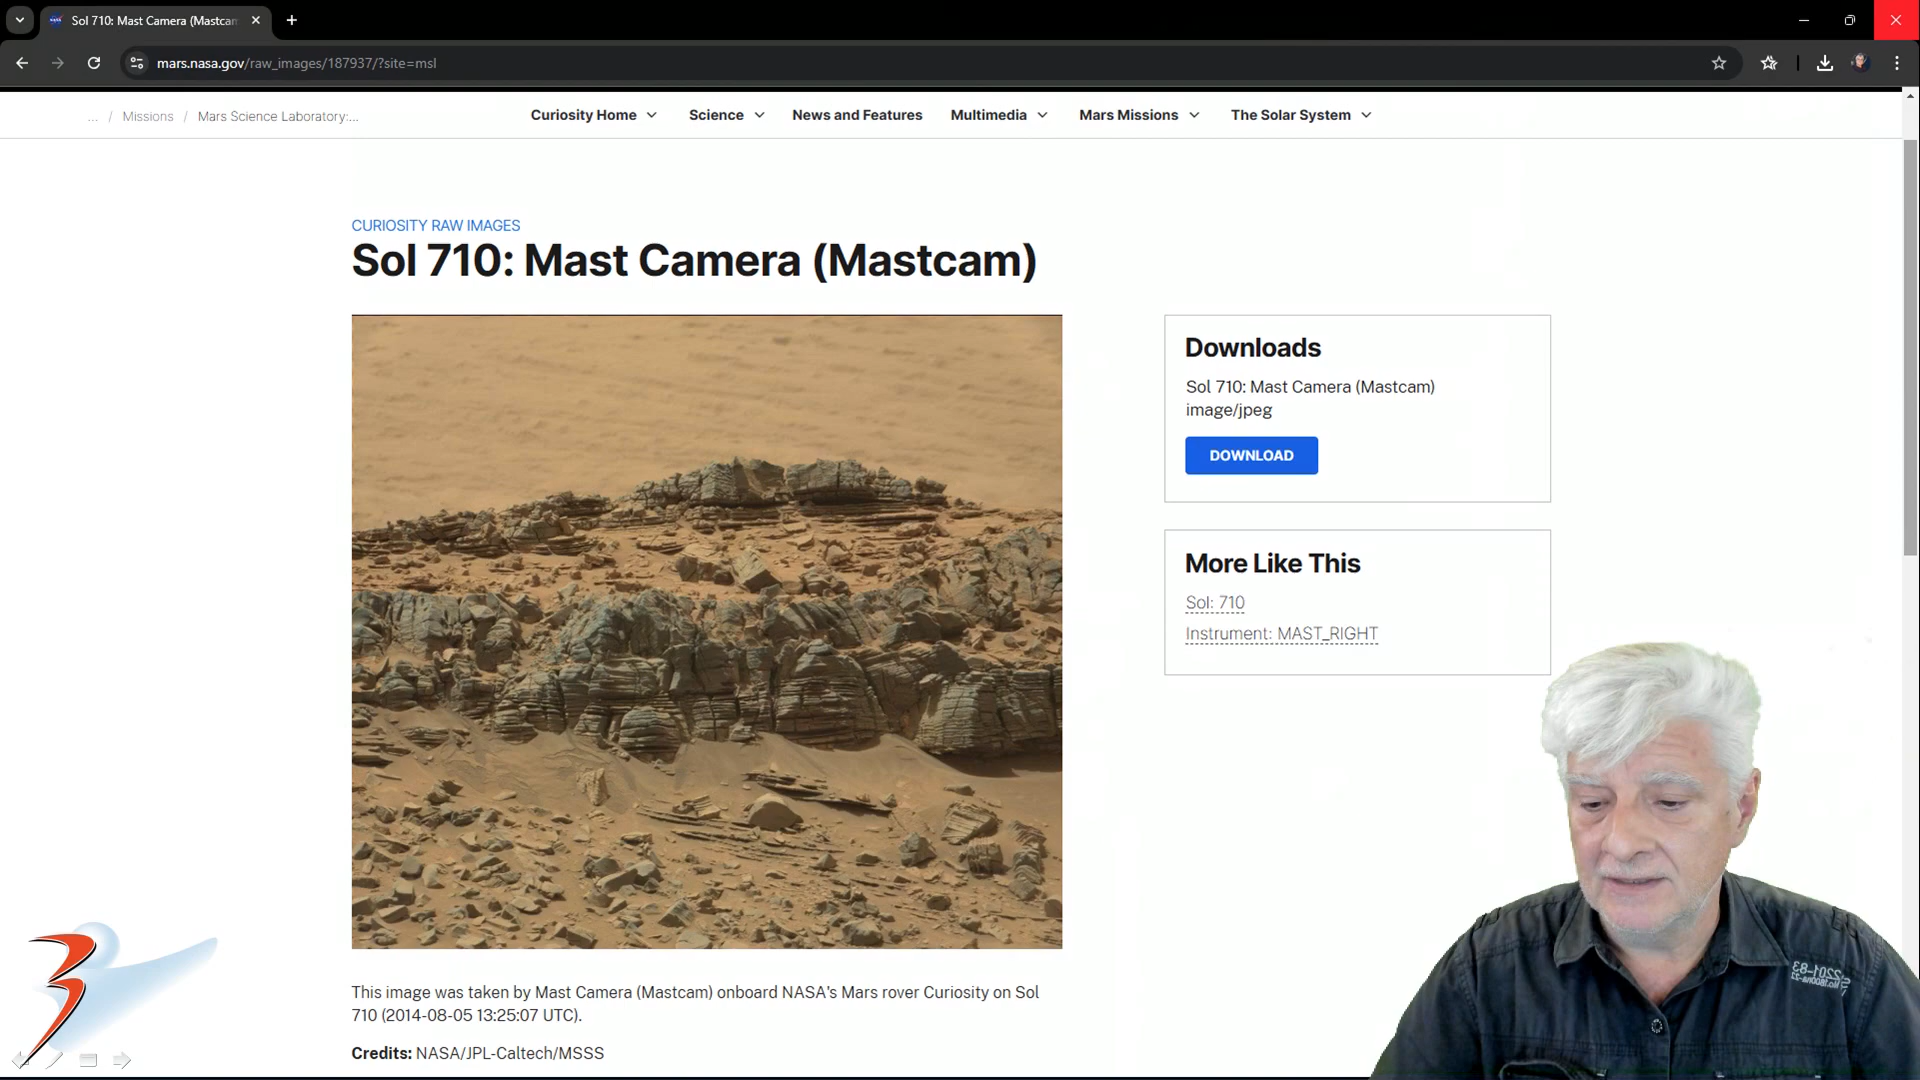 Sol 710: Mast Camera (Mastcam
mars.nasa.gov/raw_images/187937/?site=msl
... / Missions / Mars Science Laboratory:...
Curiosity Home Science News and Features Multimedia Mars Missions The Solar System
CURIOSITY RAW IMAGES
Sol 710: Mast Camera (Mastcam)
Downloads
Sol 710: Mast Camera (Mastcam)
image/jpeg
DOWNLOAD
More Like This
Sol: 710
Instrument: MAST_RIGHT
This image was taken by Mast Camera (Mastcam) onboard NASA's Mars rover Curiosity on Sol
710 (2014-08-05 13:25:07 UTC).
Credits: NASA/JPL-Caltech/MSSS